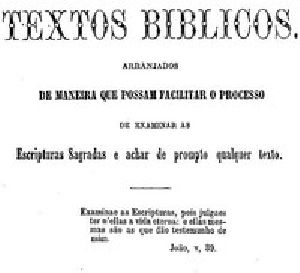 TEXTOS BIBLICOS.
ARRANJADOS
DE MANEIRA QUE POSSAM FACILITAR O PROCESSO
DE EXAMINAR AS
Escripturas Sagradas e achar de prompto qualquer texto.
Examinae as Escripturas, pois julgaes
ter n'ellas a vida eterna: e ellas mes-
mas são as que dão testemunho de
mim.
João, v, 39.